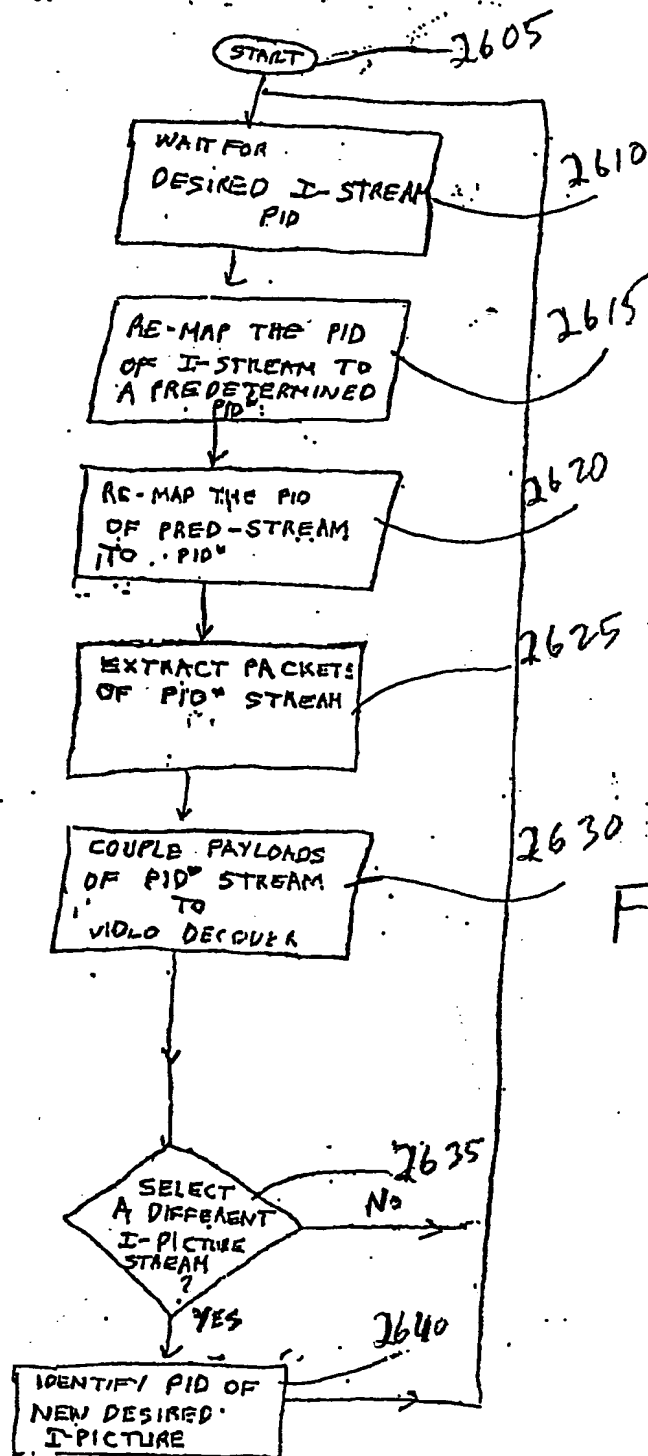 START
2605
WAIT FOR
DESIRED I-STREAM
PID
2610
RE-MAP THE PID
OF I-STREAM TO
A PREDETERMINED
PID*
2615
RE-MAP THE PID
OF PRED-STREAM
TO PID*
2620
EXTRACT PACKETS
OF PID* STREAM
2625
COUPLE PAYLOADS
OF PID* STREAM
TO
VIDEO DECODER
2630
F
SELECT
A DIFFERENT
I-PICTURE
STREAM
?
2635
NO
YES
2640
IDENTIFY PID OF
NEW DESIRED
I-PICTURE